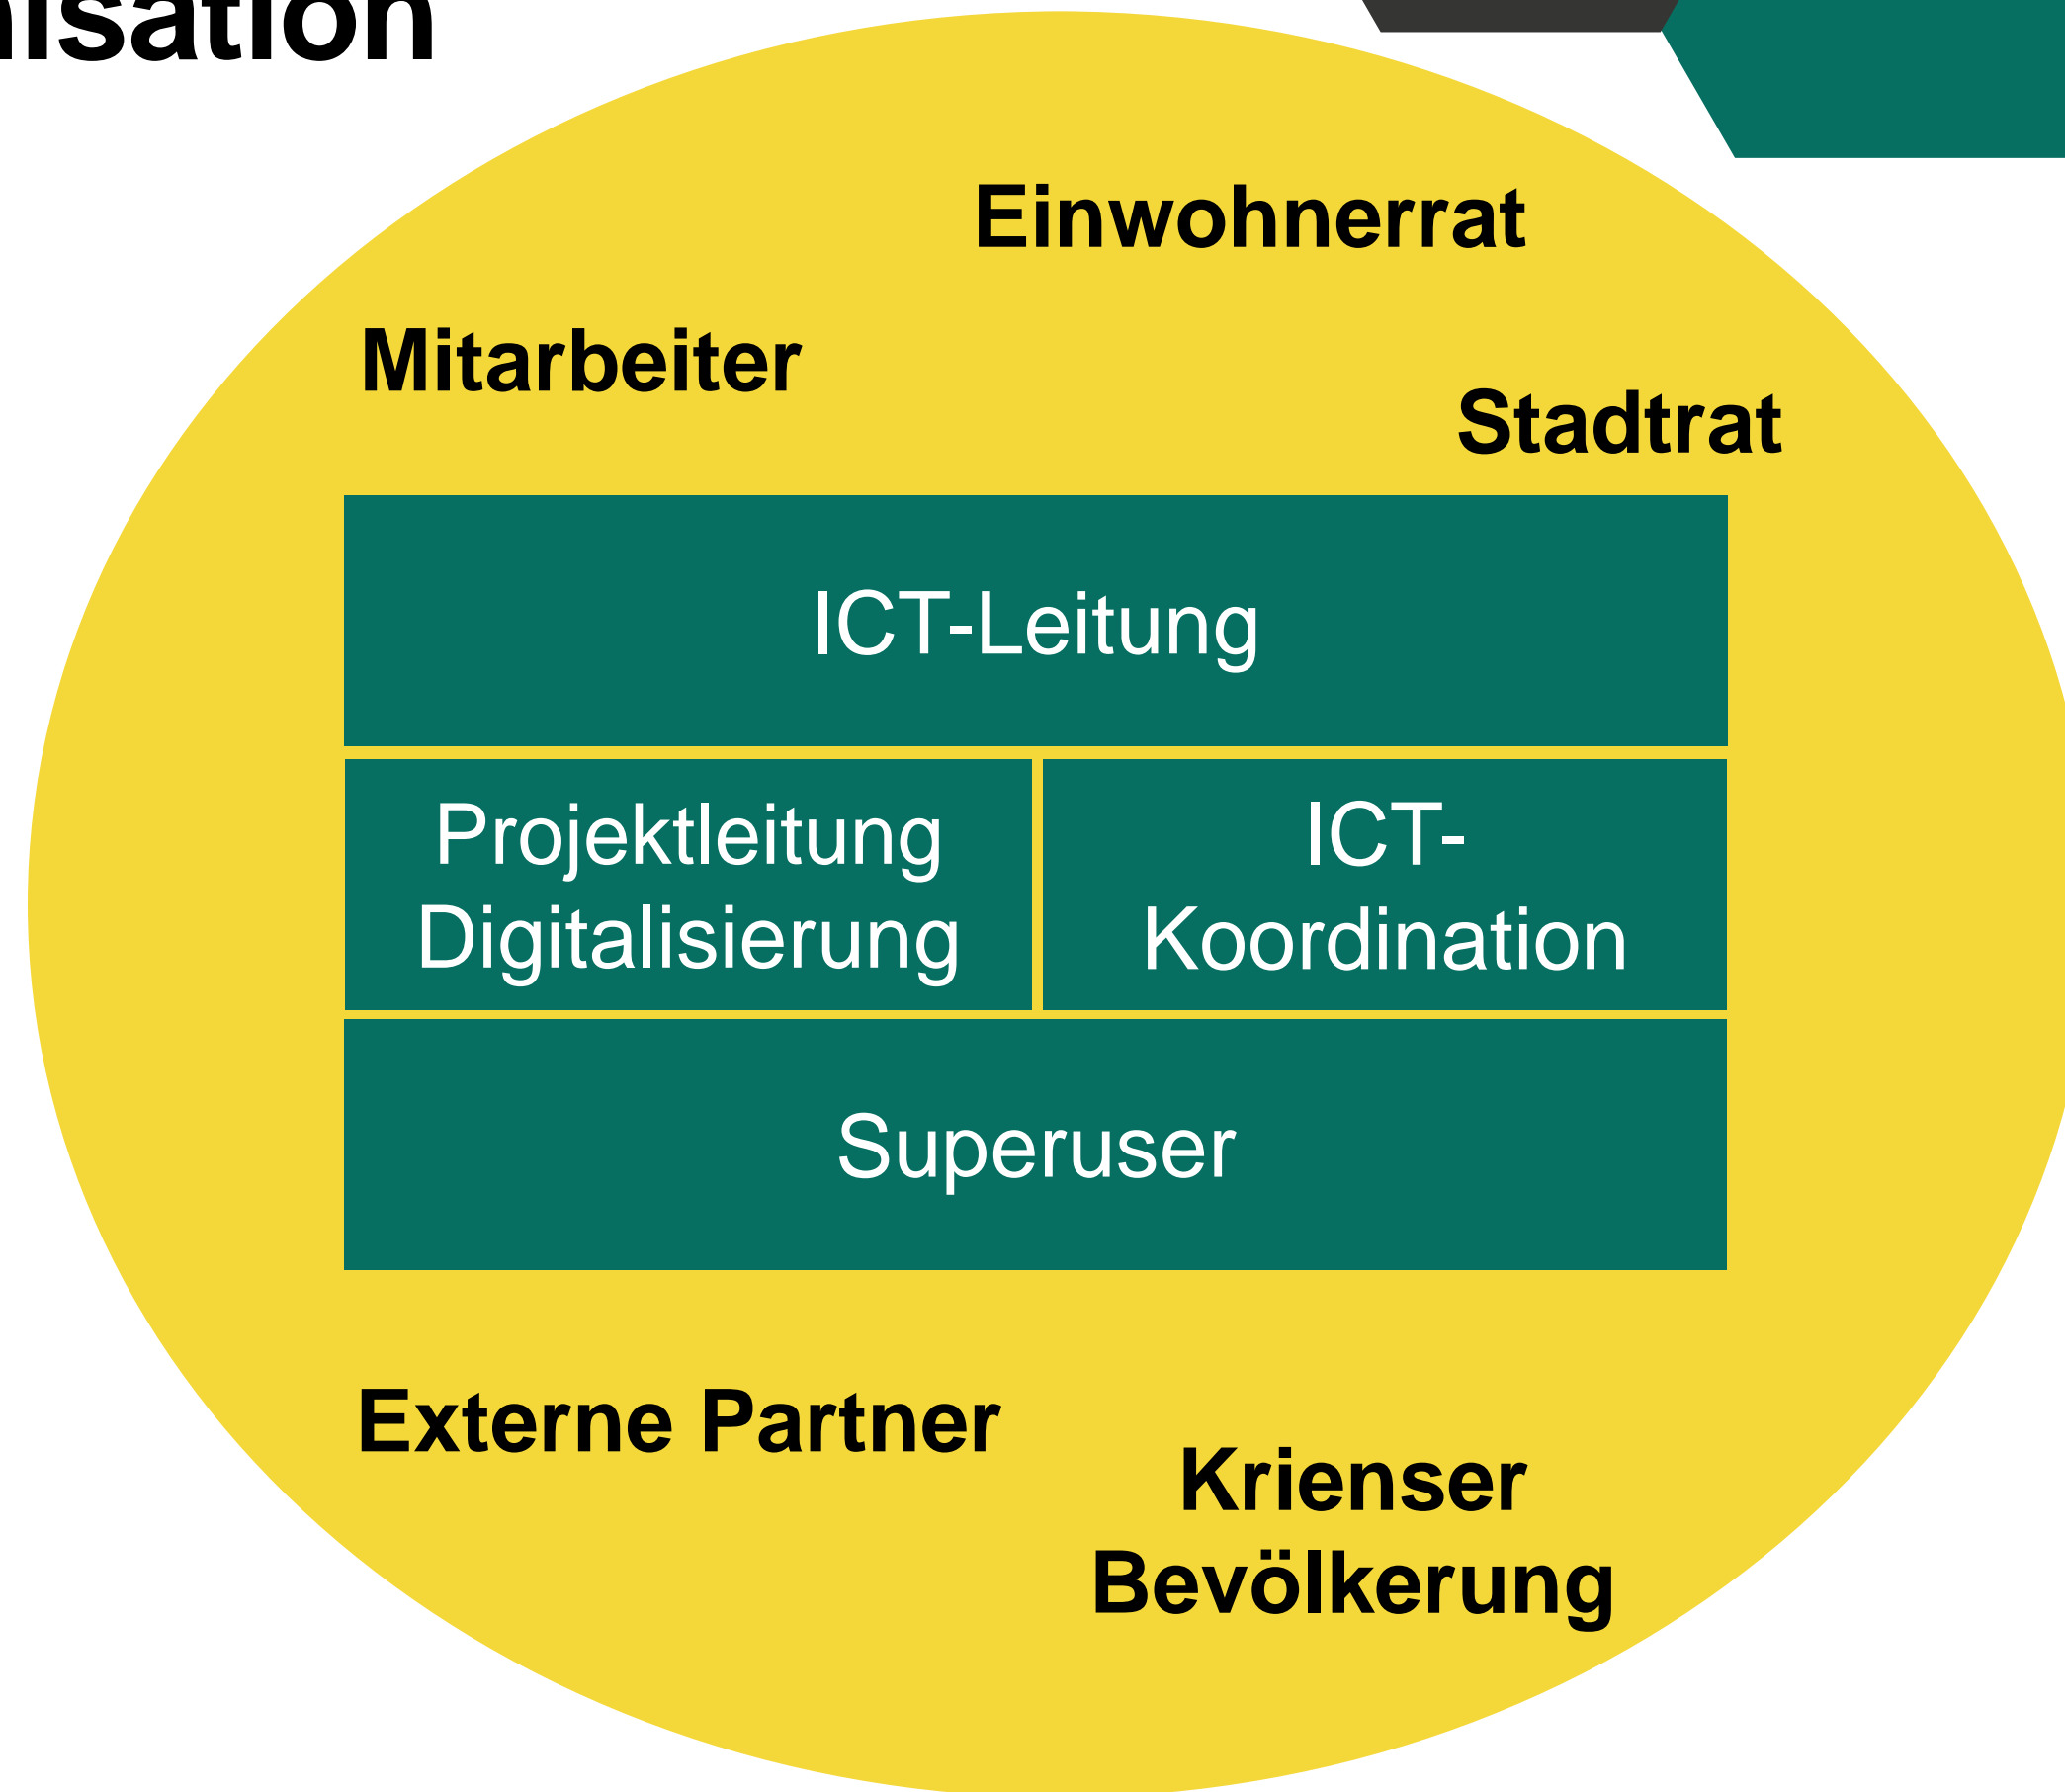 Einwohnerrat
Mitarbeiter
Stadtrat
ICT-Leitung
Projektleitung
Digitalisierung
ICT-
Koordination
Superuser
Externe Partner
Krienser
Bevölkerung